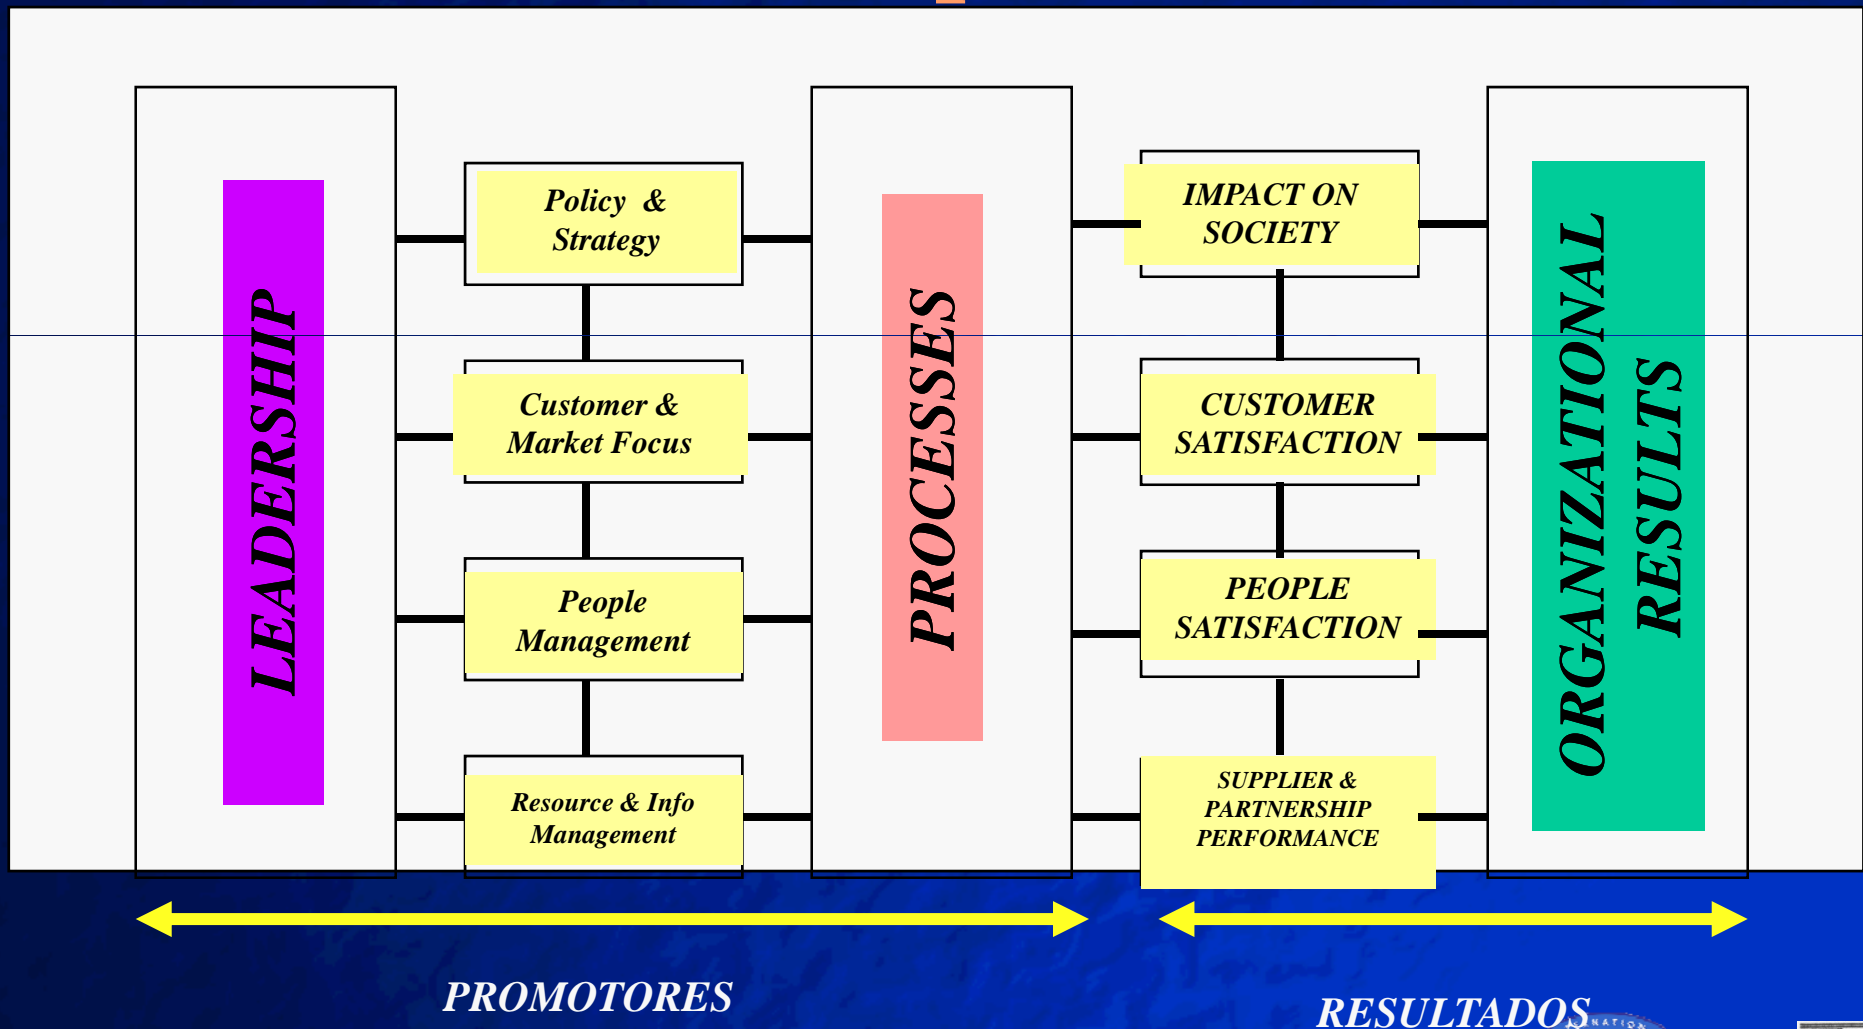 LEADERSHIP
Policy &
Strategy
Customer &
Market Focus
People
Management
Resource & Info
Management
PROCESSES
IMPACT ON
SOCIETY
CUSTOMER
SATISFACTION
PEOPLE
SATISFACTION
SUPPLIER &
PARTNERSHIP
PERFORMANCE
ORGANIZATIONAL
RESULTS
PROMOTORES
RESULTADOS